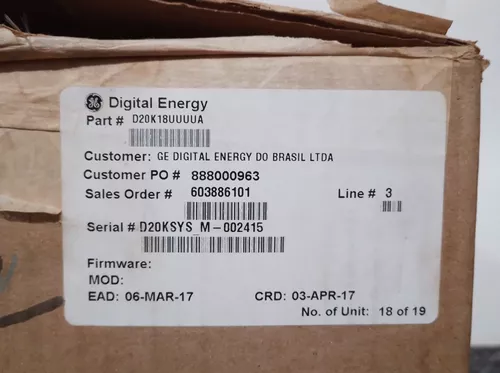 GE Digital Energy
Part # D20K18UUUUA
Customer: GE DIGITAL ENERGY DO BRASIL LTDA
Customer PO # 888000963
Sales Order # 603886101 Line # 3
Serial # D20KSYS_M-002415
Firmware:
MOD:
EAD: 06-MAR-17 CRD: 03-APR-17
No. of Unit: 18 of 19